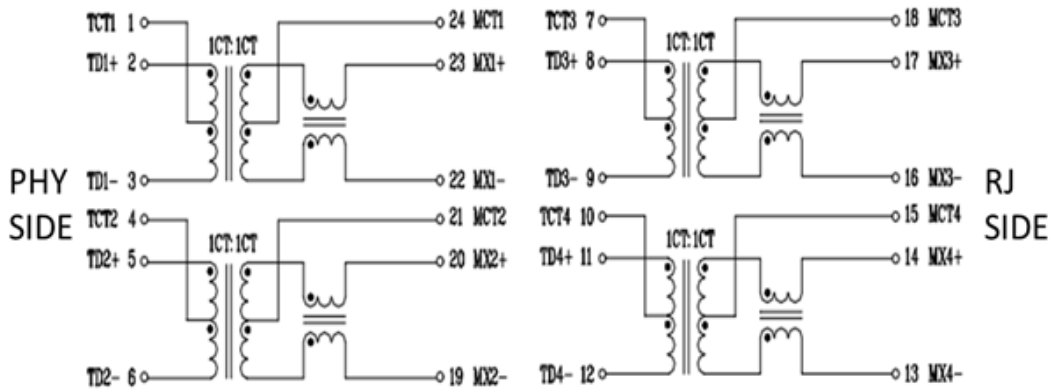 TCT1 1
24 MCT1
1CT:1CT
TD1+ 2
23 MX1+
TD1- 3
22 MX1-
TCT2 4
21 MCT2
1CT:1CT
TD2+ 5
20 MX2+
TD2- 6
19 MX2-
TCT3 7
18 MCT3
1CT:1CT
TD3+ 8
17 MX3+
TD3- 9
16 MX3-
TCT4 10
15 MCT4
1CT:1CT
TD4+ 11
14 MX4+
TD4- 12
13 MX4-
PHY
SIDE
RJ
SIDE